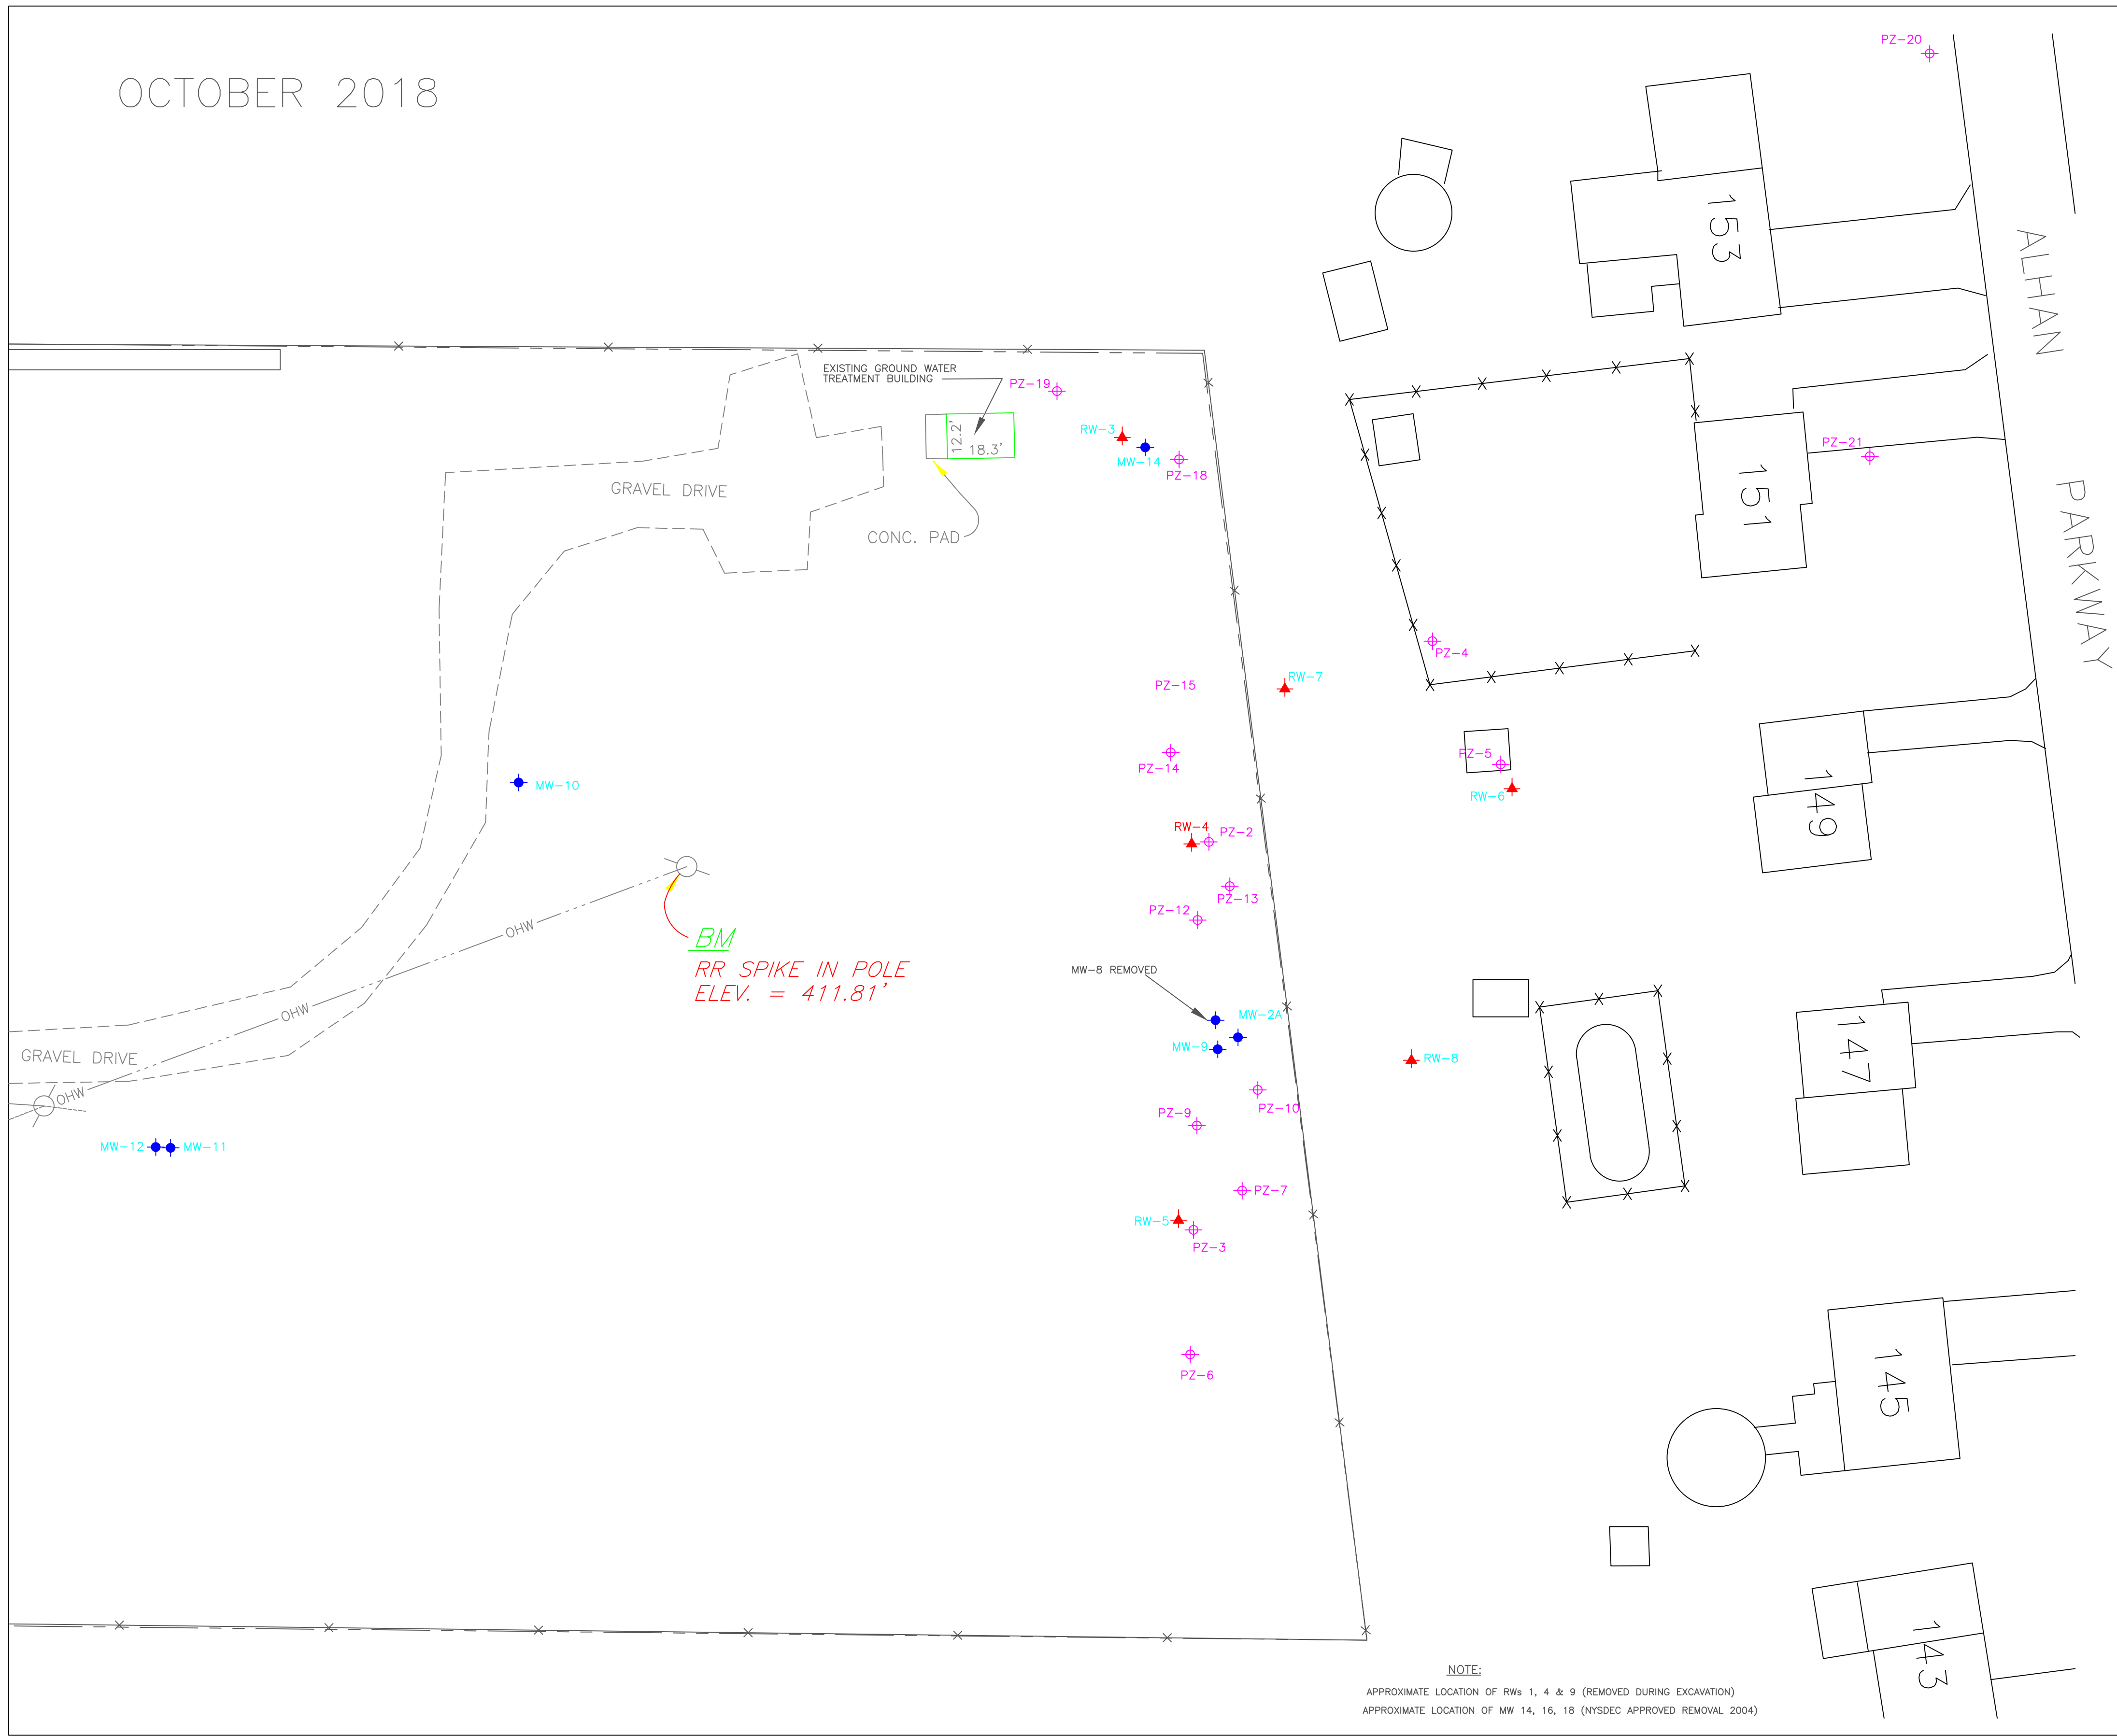 OCTOBER 2018
PZ-20
153
ALHAN
PARKWAY
EXISTING GROUND WATER
TREATMENT BUILDING
PZ-19
12.2'
18.3'
RW-3
MW-14
PZ-18
PZ-21
151
GRAVEL DRIVE
CONC. PAD
PZ-4
PZ-15
RW-7
PZ-14
PZ-5
RW-6
MW-10
149
RW-4
PZ-2
PZ-13
PZ-12
OHW
BM
RR SPIKE IN POLE
ELEV. = 411.81'
MW-8 REMOVED
OHW
MW-2A
MW-9
RW-8
147
GRAVEL DRIVE
OHW
PZ-10
PZ-9
MW-12
MW-11
PZ-7
RW-5
PZ-3
PZ-6
145
143
NOTE:
APPROXIMATE LOCATION OF RWs 1, 4 & 9 (REMOVED DURING EXCAVATION)
APPROXIMATE LOCATION OF MW 14, 16, 18 (NYSDEC APPROVED REMOVAL 2004)